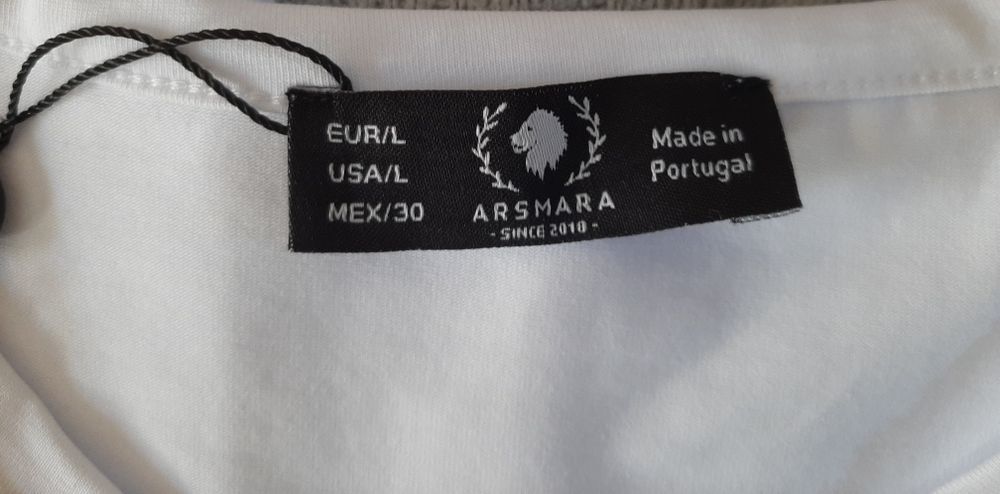 EUR/L
USA/L
MEX/30
ARSMARA
- SINCE 2018 -
Made in
Portugal